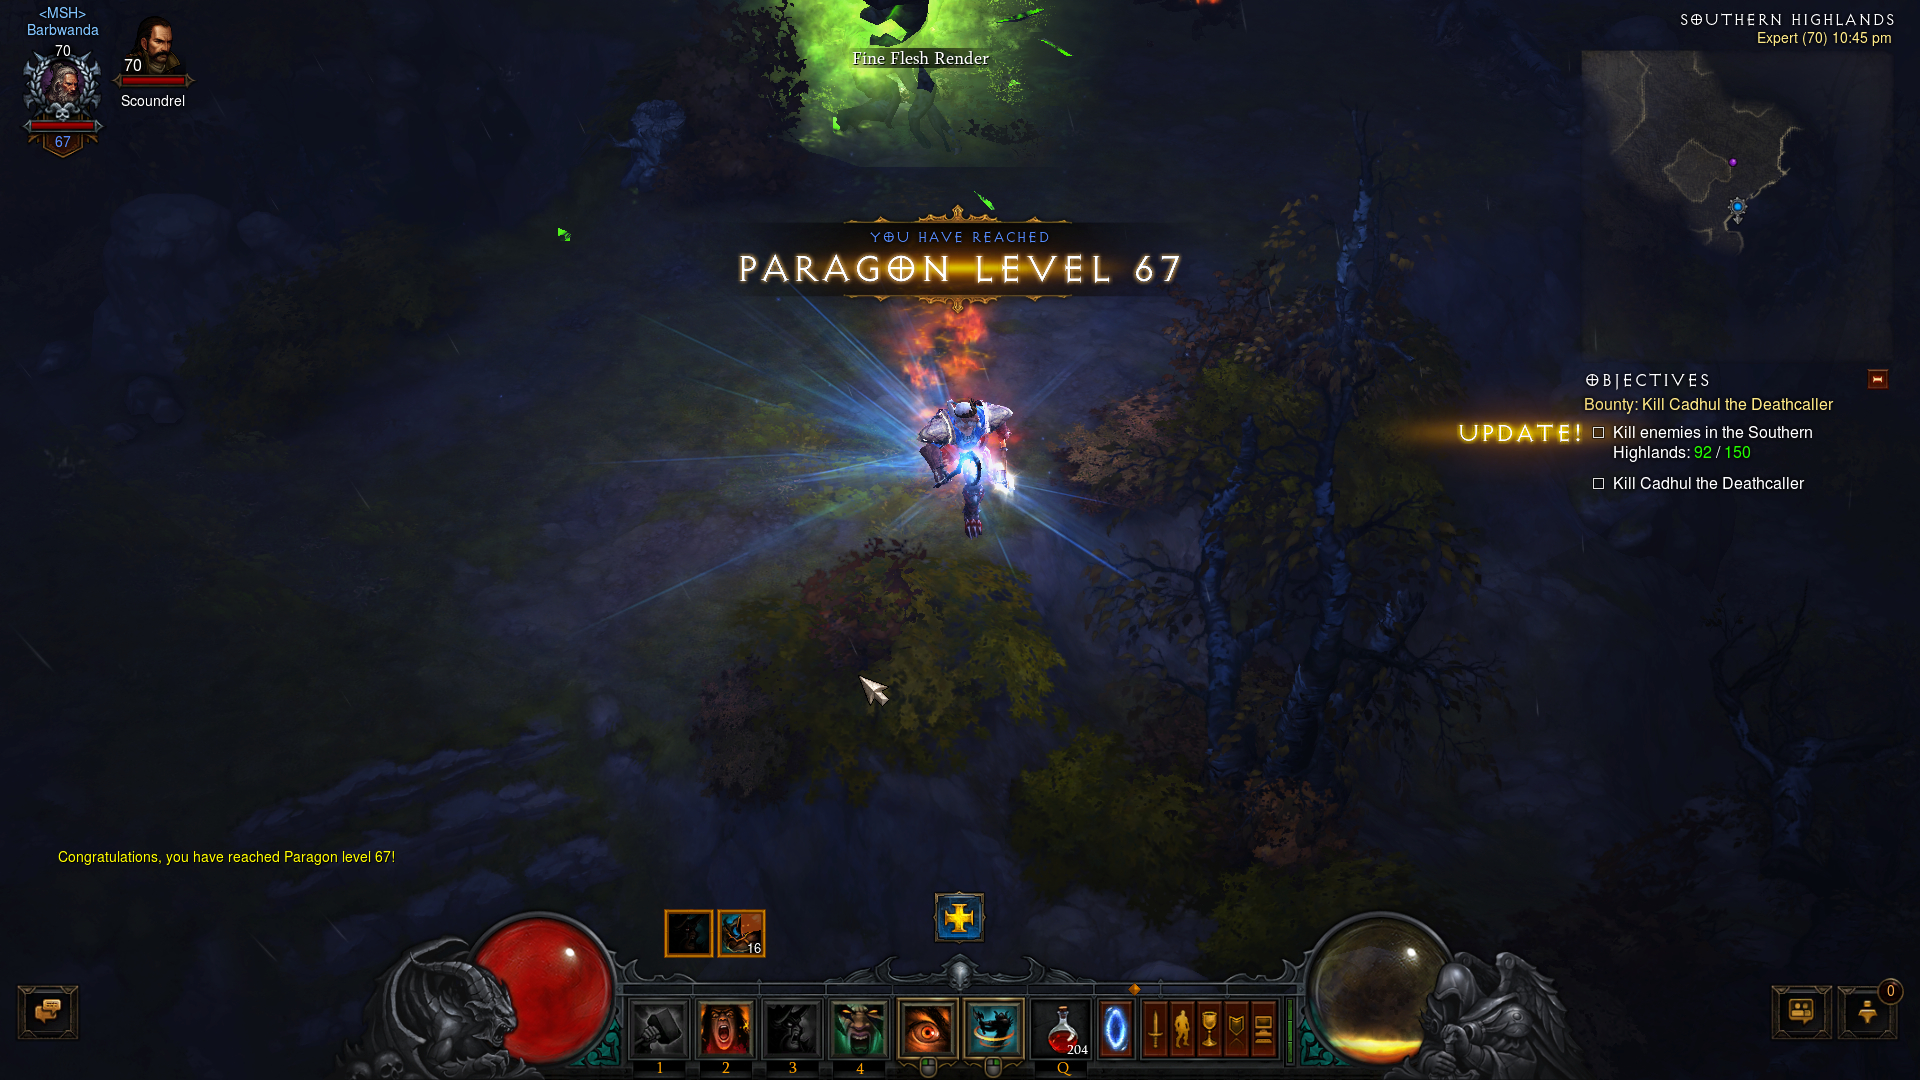 <MSH>
Barbwanda
70
70
Scoundrel
67
Fine Flesh Render
SOUTHERN HIGHLANDS
Expert (70) 10:45 pm
YOU HAVE REACHED
PARAGON LEVEL 67
OBJECTIVES
Bounty: Kill Cadhul the Deathcaller
UPDATE!
Kill enemies in the Southern
Highlands: 92 / 150
Kill Cadhul the Deathcaller
Congratulations, you have reached Paragon level 67!
16
204
0
1 2 3 4 Q